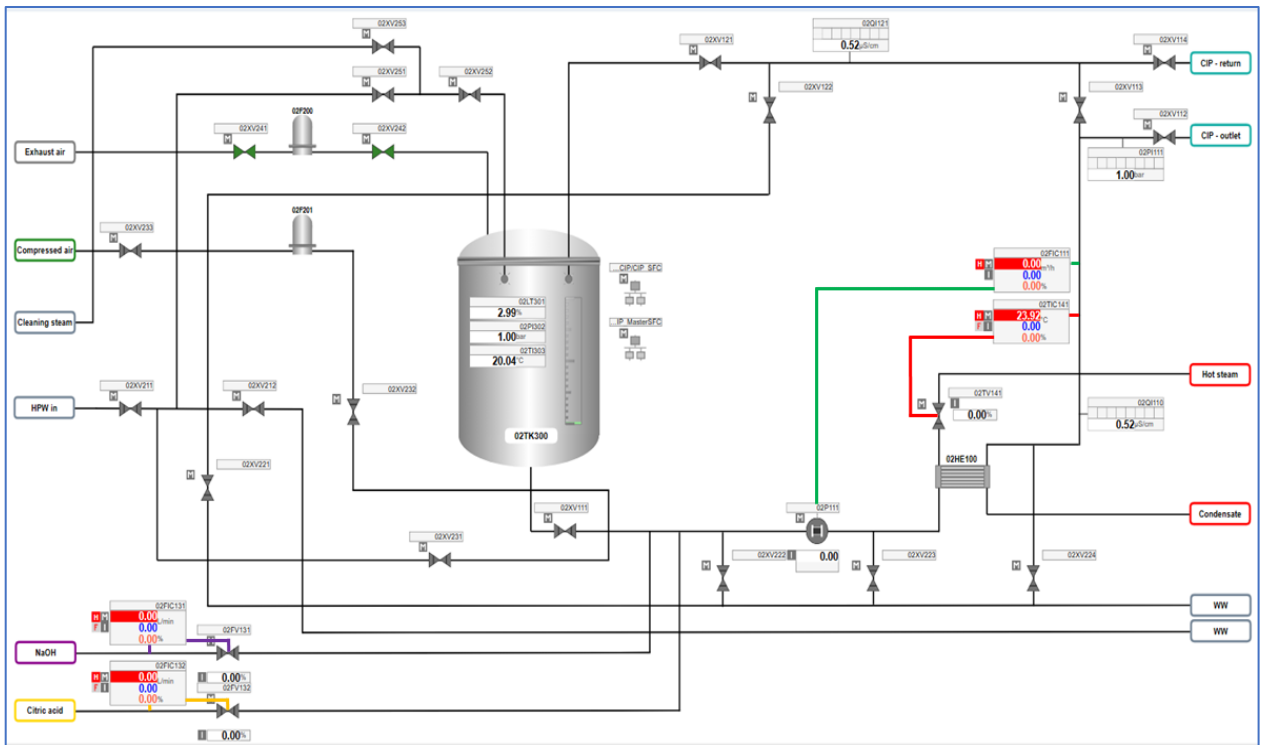 02XV253
02QI121
0.52 µS/cm
02XV121
02XV114
CIP - return
02XV251
02XV252
02XV122
02XV113
02F200
02XV241
02XV242
02XV112
CIP - outlet
Exhaust air
02PI111
1.00 bar
02F201
02XV233
Compressed air
02FIC111
H M 0.00 m³/h
I 0.00
0.00 %
...CIP/CIP_SFC
02LT301
2.99 %
02TIC141
H M 23.92 °C
F I 0.00
0.00 %
Cleaning steam
...IP_MasterSFC
02PI302
1.00 bar
02TI303
20.04 °C
Hot steam
02XV211
02XV212
02XV232
02TV141
I 0.00 %
HPW in
02QI110
0.52 µS/cm
02TK300
02HE100
02XV221
02XV111
02P111
Condensate
02XV231
02XV222
I 0.00
02XV223
02XV224
WW
02FIC131
H M 0.00 L/min
F I 0.00
0.00 %
02FV131
WW
NaOH
I 0.00 %
02FIC132
H M 0.00 L/min
F I 0.00
0.00 %
02FV132
Citric acid
I 0.00 %